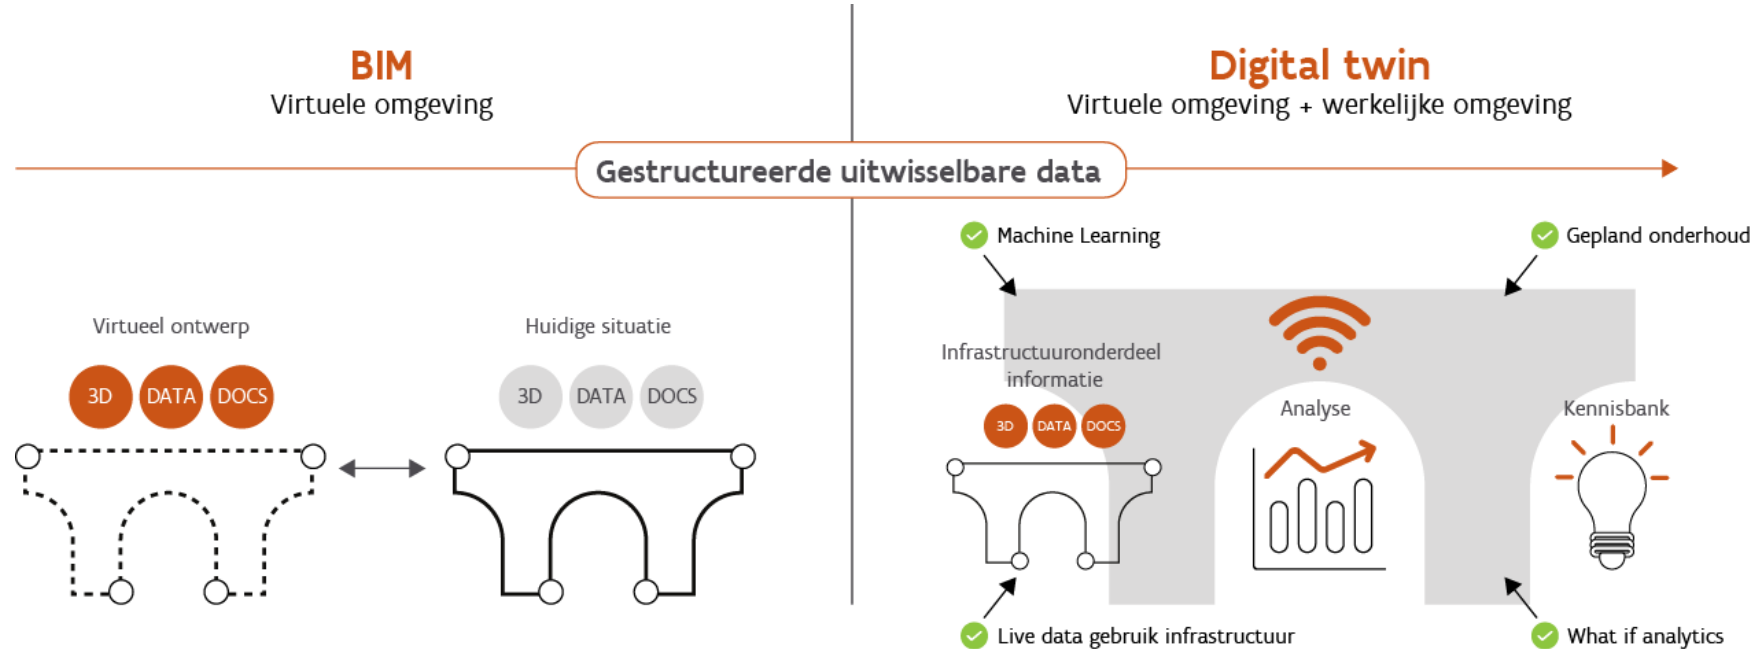 BIM
Virtuele omgeving
Digital twin
Virtuele omgeving + werkelijke omgeving
Gestructureerde uitwisselbare data
Virtueel ontwerp
3D DATA DOCS
Huidige situatie
3D DATA DOCS
Machine Learning
Gepland onderhoud
Infrastructuuronderdeel
informatie
3D DATA DOCS
Analyse
Kennisbank
Live data gebruik infrastructuur
What if analytics